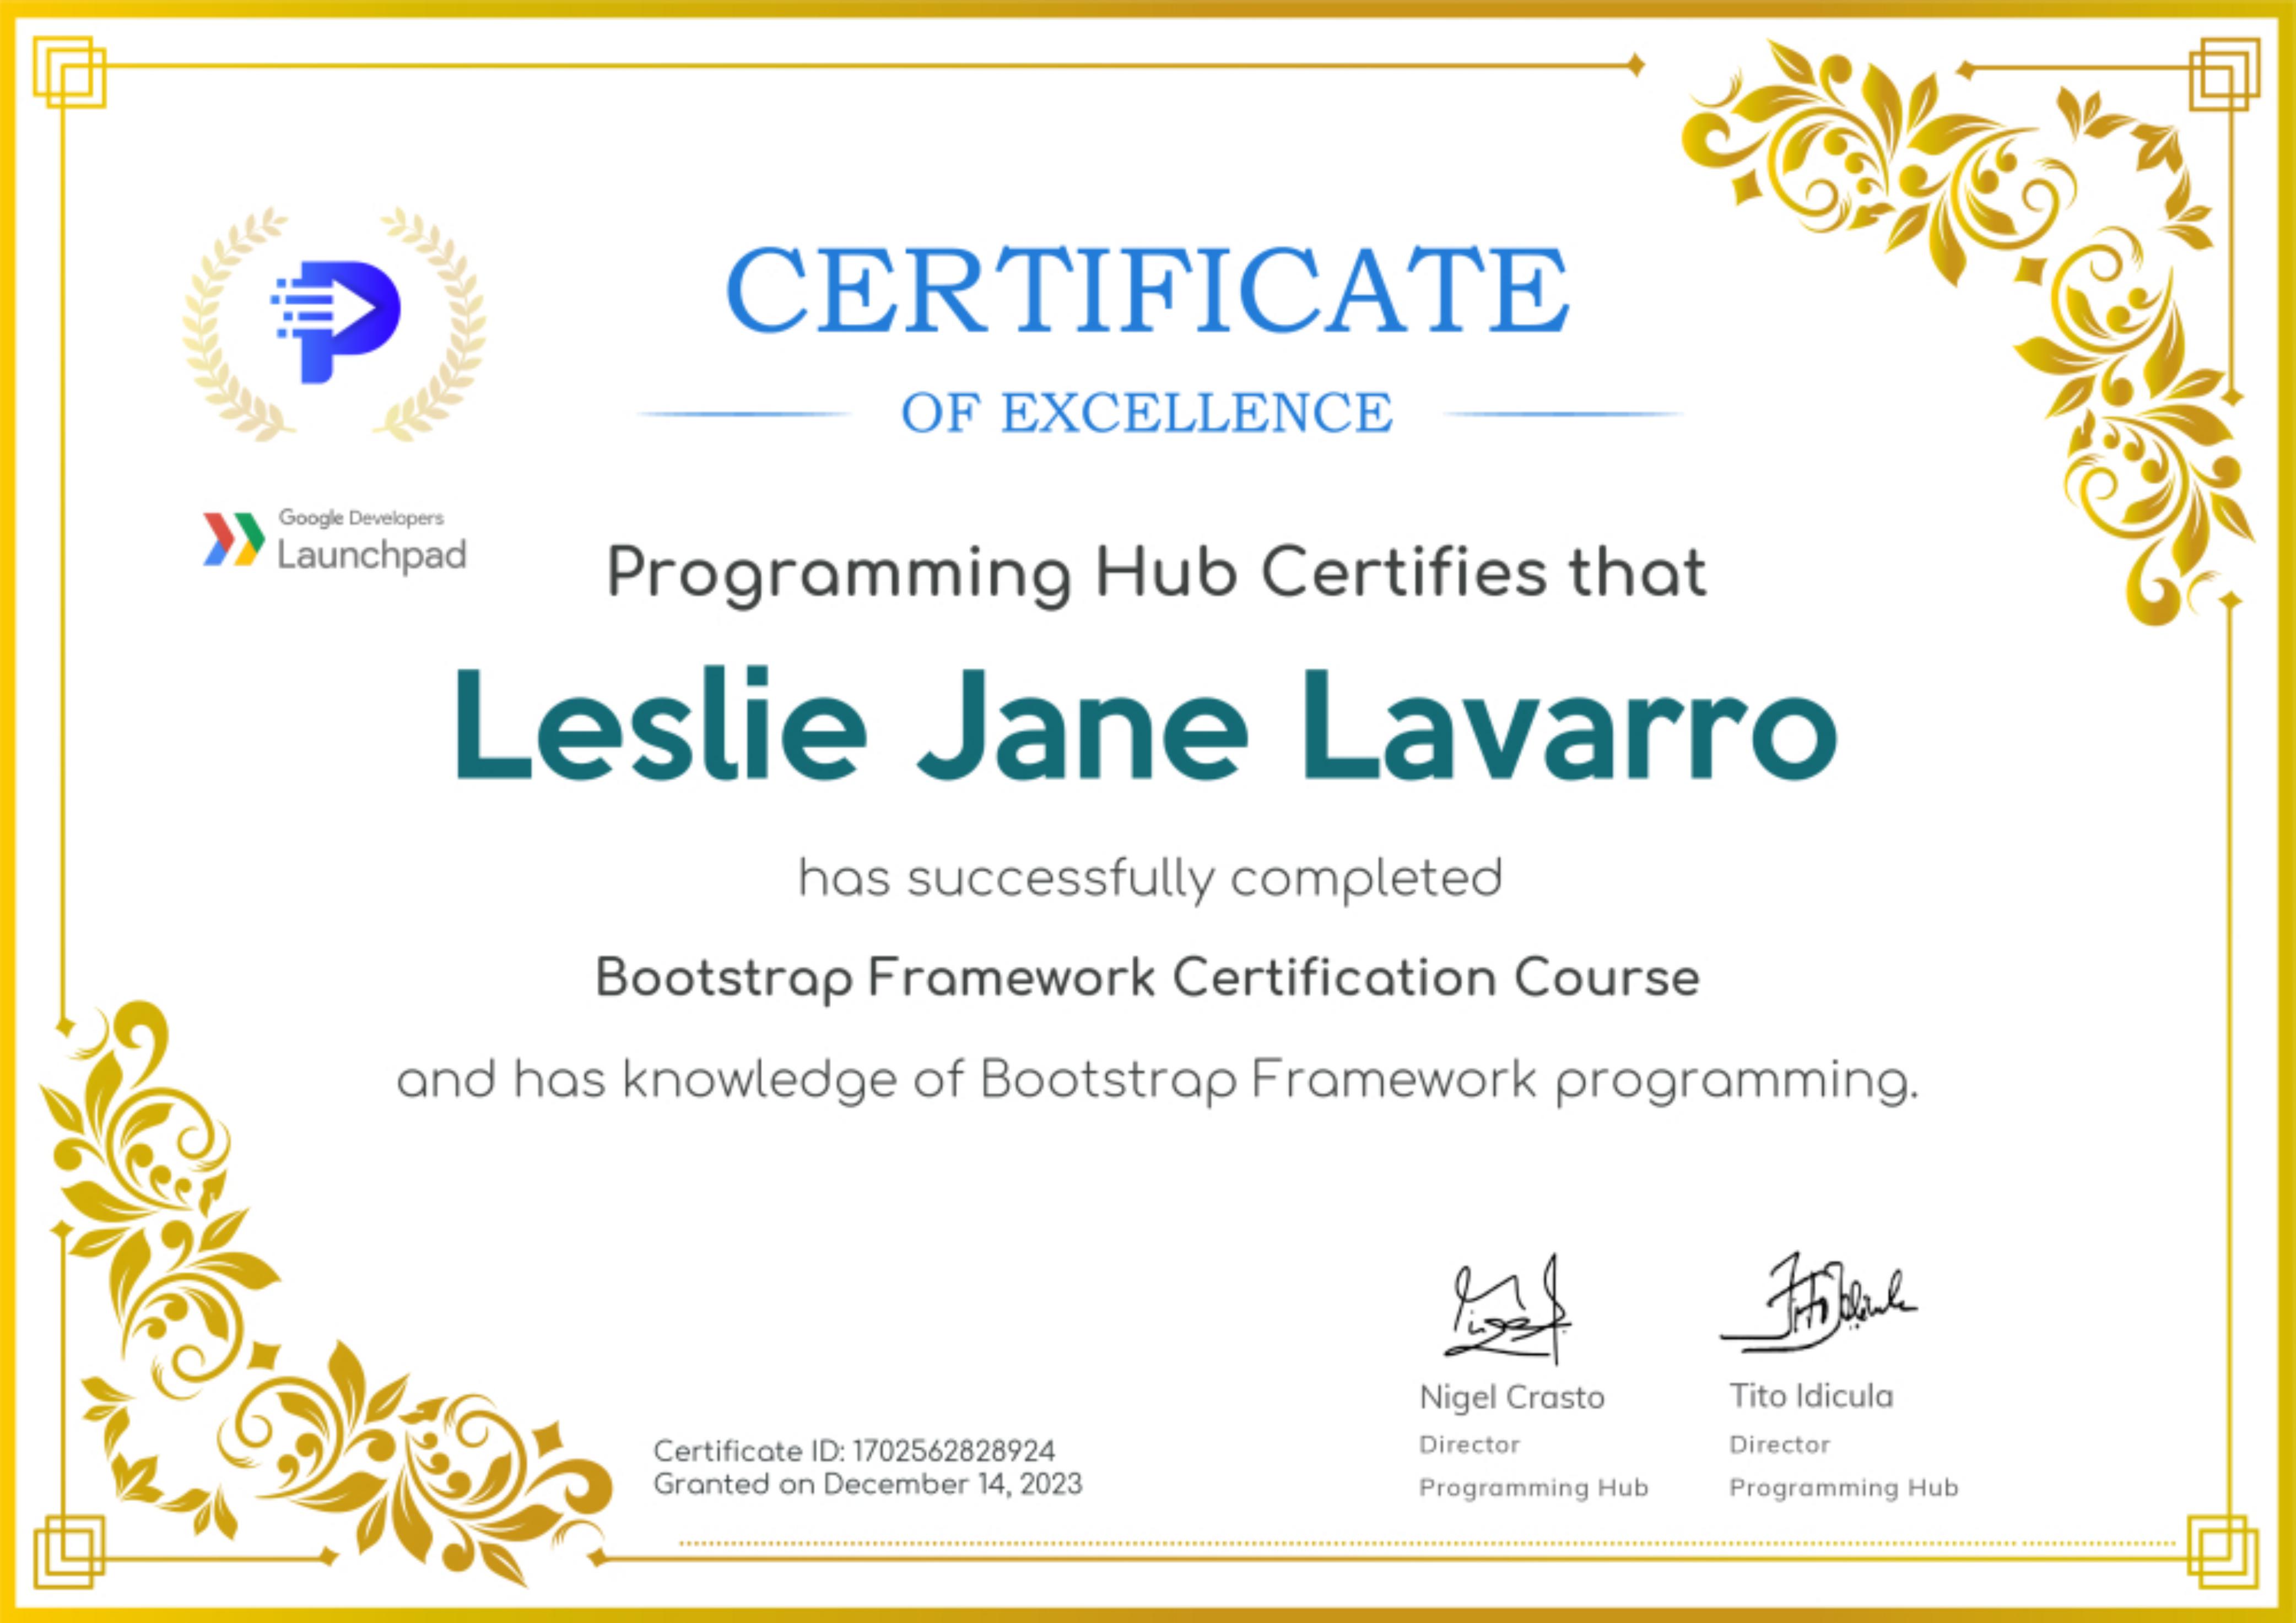 CERTIFICATE
OF EXCELLENCE
Google Developers
Launchpad
Programming Hub Certifies that
Leslie Jane Lavarro
has successfully completed
Bootstrap Framework Certification Course
and has knowledge of Bootstrap Framework programming.
Nigel Crasto
Director
Programming Hub
Tito Idicula
Director
Programming Hub
Certificate ID: 1702562828924
Granted on December 14, 2023